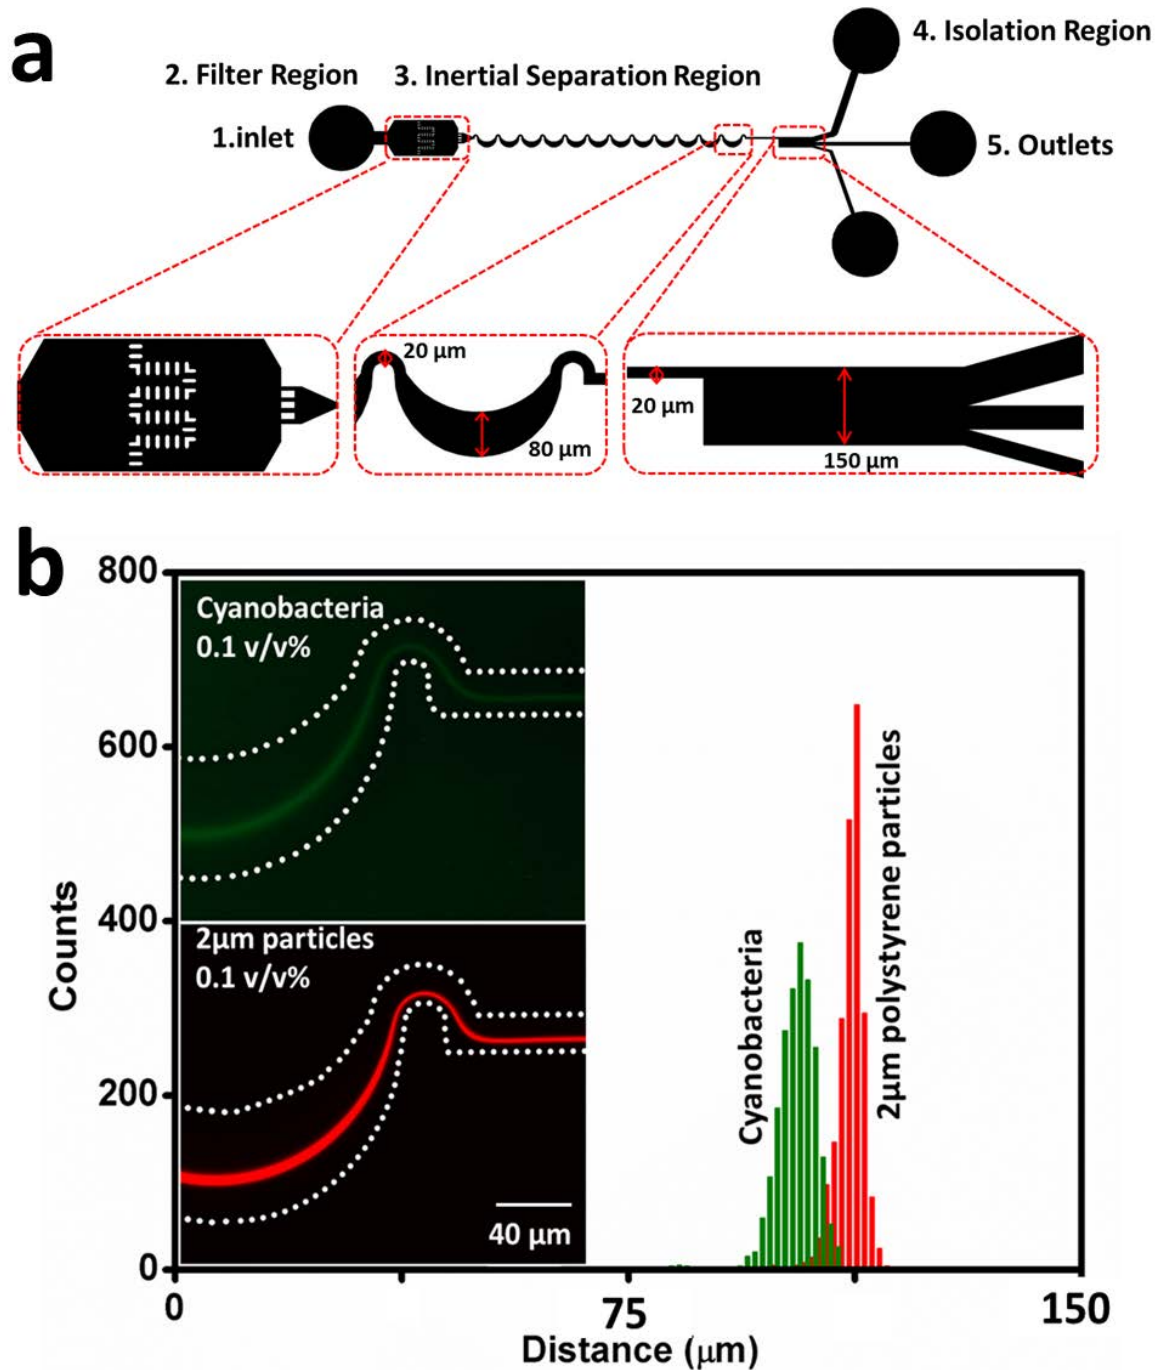 a
2. Filter Region
3. Inertial Separation Region
4. Isolation Region
1.inlet
5. Outlets
20 µm
80 µm
20 µm
150 µm
b
800
600
400
200
0
Counts
Cyanobacteria
0.1 v/v%
2µm particles
0.1 v/v%
40 µm
Cyanobacteria
2µm polystyrene particles
0
75
150
Distance (µm)